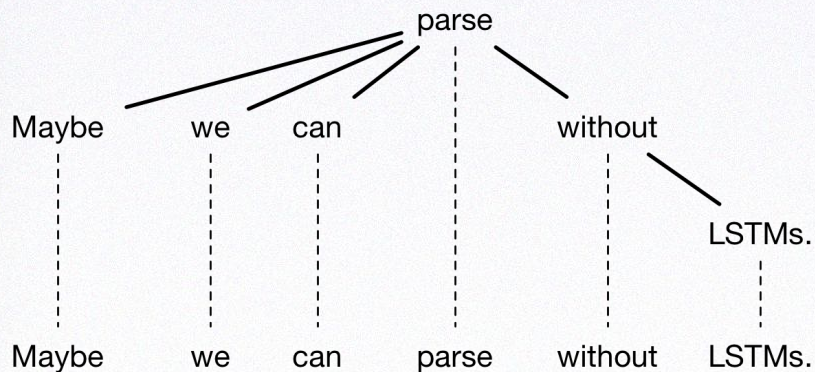 parse
Maybe we can without
LSTMs.
Maybe we can parse without LSTMs.